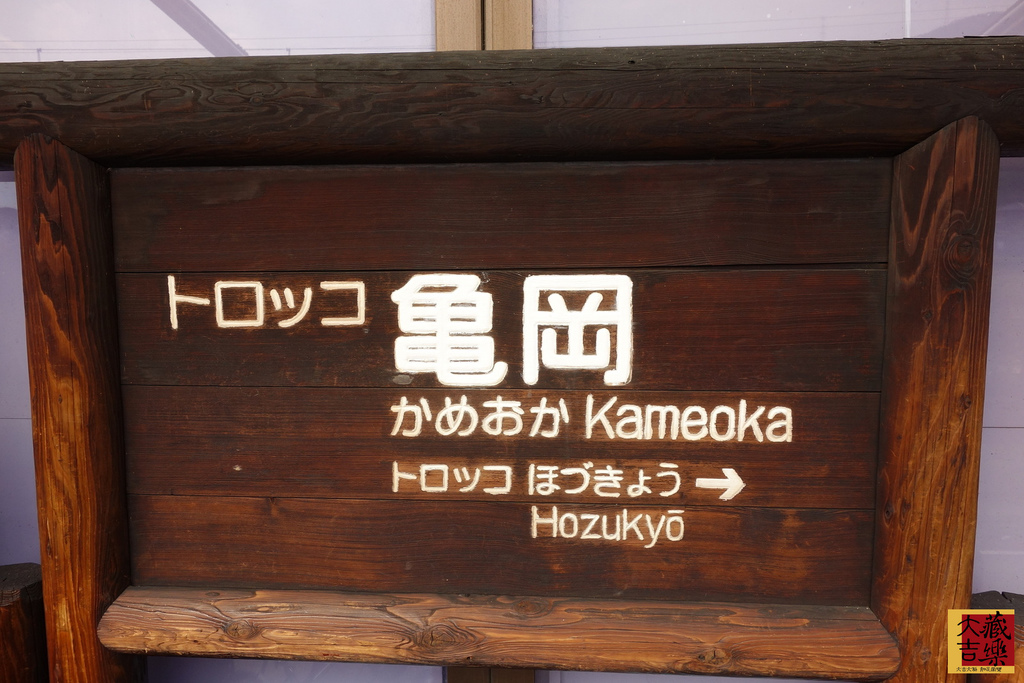 トロッコ 亀岡
かめおか Kameoka
トロッコ ほづきょう →
Hozukyō
大吉
藏樂